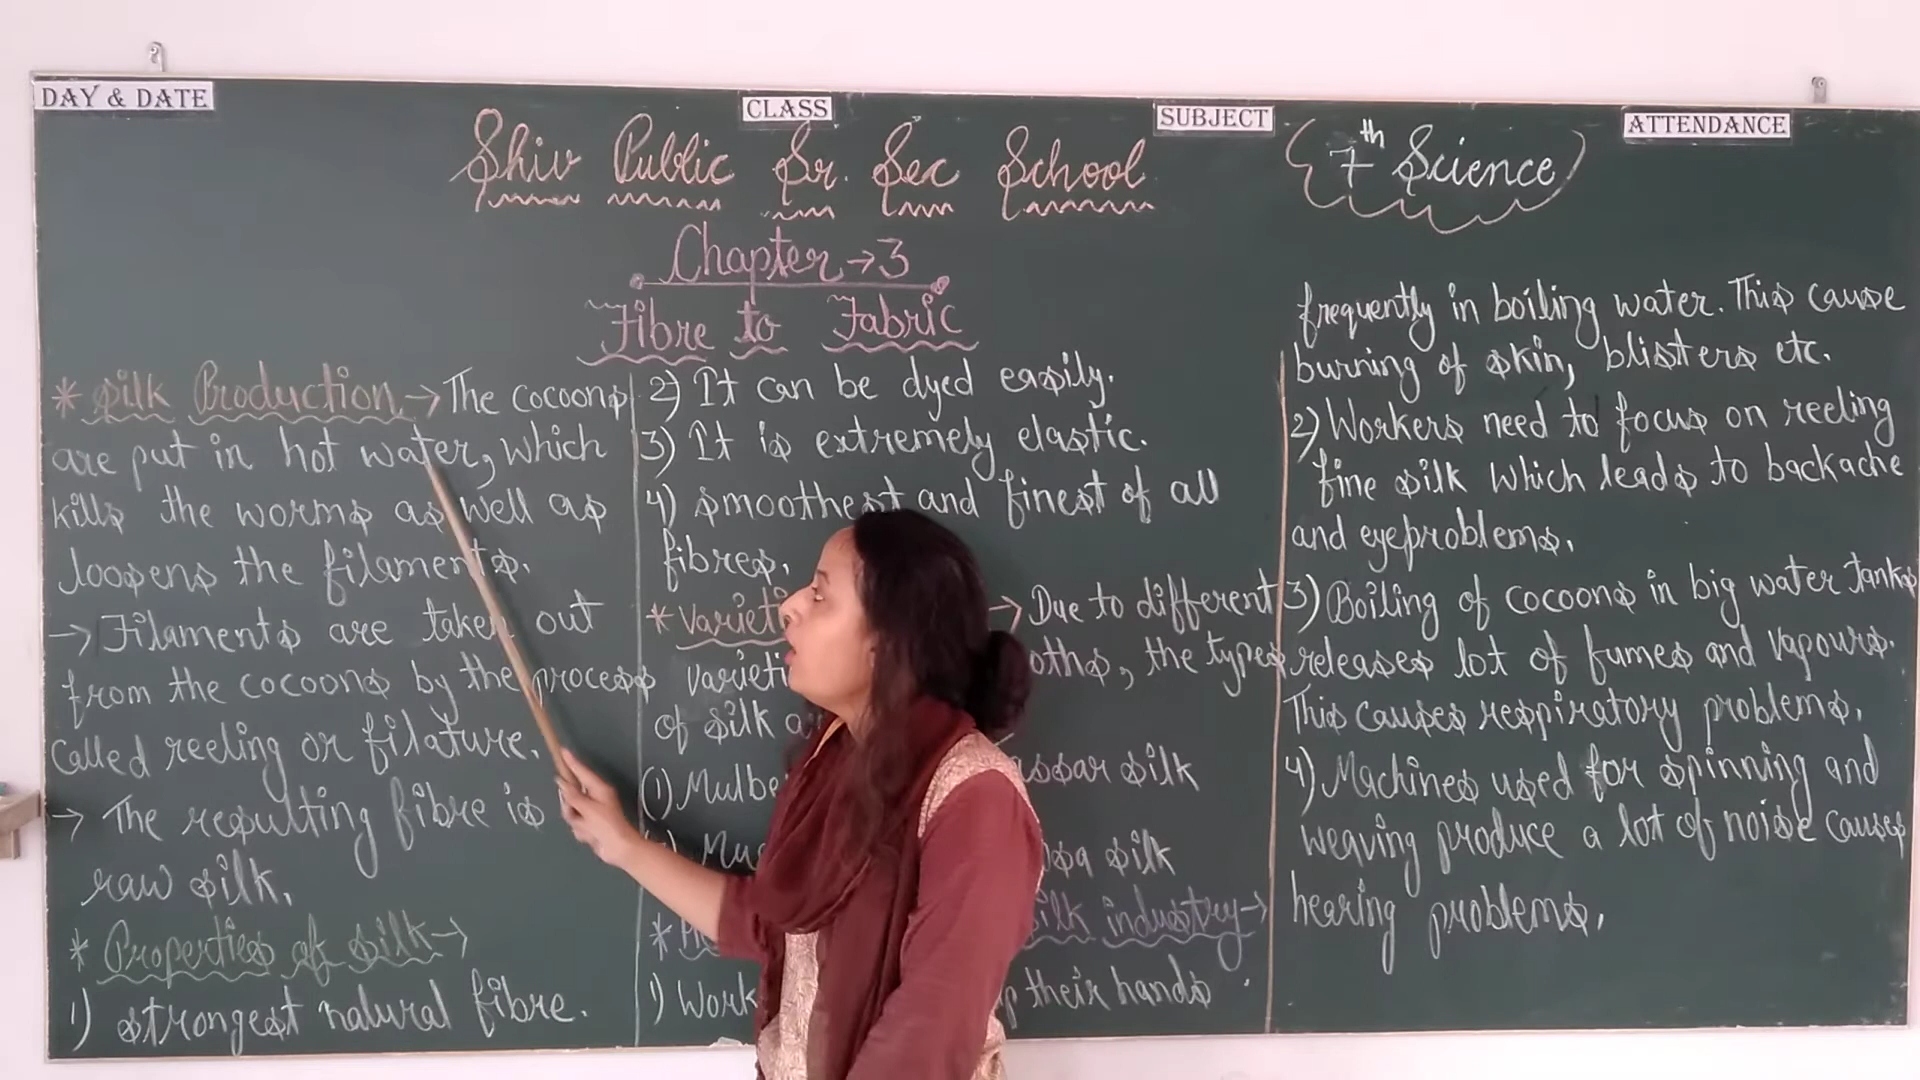 DAY & DATE
CLASS
SUBJECT
ATTENDANCE
Shiv Public Sr. Sec School
7th Science
Chapter → 3
Fibre to Fabric
* Silk Production → The cocoons
are put in hot water, which
kills the worms as well as
loosens the filaments.
→ Filaments are taken out
from the cocoons by the process
called reeling or filature.
→ The resulting fibre is
raw silk.
* Properties of silk →
1) strongest natural fibre.
2) It can be dyed easily.
3) It is extremely elastic.
4) smoothest and finest of all
fibres.
* → Due to different
the types
of silk
(1) silk
silk
* silk industry →
1) their hands
frequently in boiling water. This cause
burning of skin, blisters etc.
2) Workers need to focus on reeling
fine silk which leads to backache
and eyeproblems.
3) Boiling of cocoons in big water tanks
releases lot of fumes and vapours.
This causes respiratory problems.
4) Machines used for spinning and
weaving produce a lot of noise causes
hearing problems.